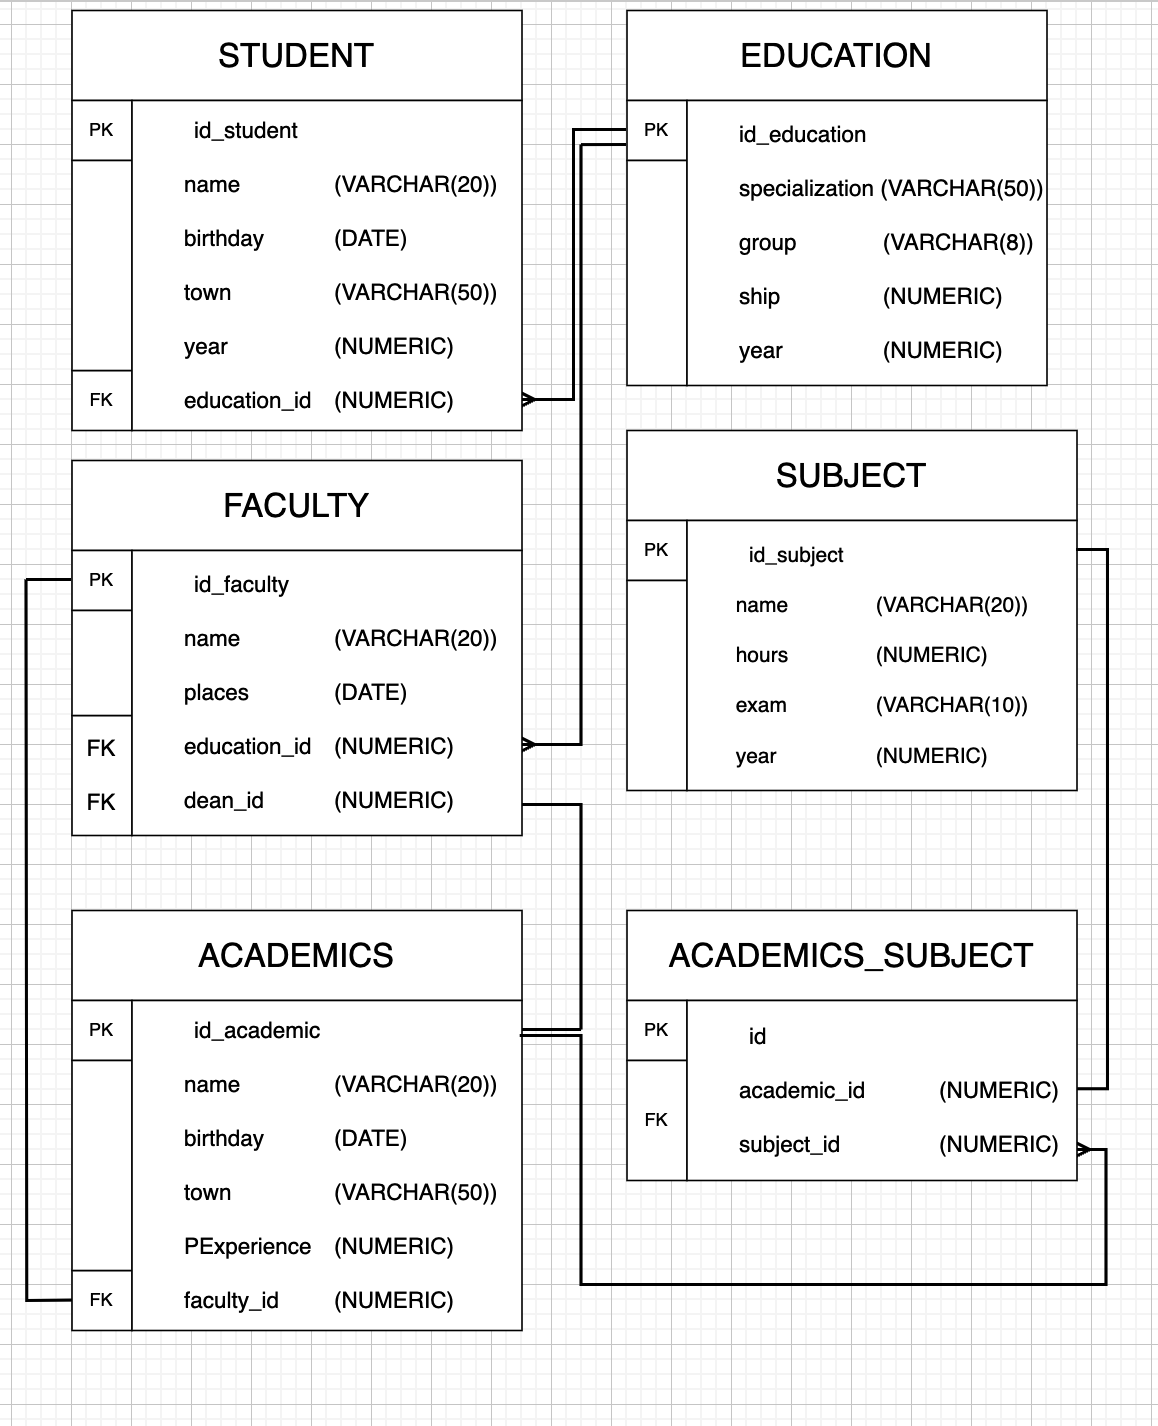 STUDENT
PK id_student
name (VARCHAR(20))
birthday (DATE)
town (VARCHAR(50))
year (NUMERIC)
FK education_id (NUMERIC)
EDUCATION
PK id_education
specialization (VARCHAR(50))
group (VARCHAR(8))
ship (NUMERIC)
year (NUMERIC)
FACULTY
PK id_faculty
name (VARCHAR(20))
places (DATE)
FK education_id (NUMERIC)
FK dean_id (NUMERIC)
SUBJECT
PK id_subject
name (VARCHAR(20))
hours (NUMERIC)
exam (VARCHAR(10))
year (NUMERIC)
ACADEMICS
PK id_academic
name (VARCHAR(20))
birthday (DATE)
town (VARCHAR(50))
PExperience (NUMERIC)
FK faculty_id (NUMERIC)
ACADEMICS_SUBJECT
PK id
academic_id (NUMERIC)
FK
subject_id (NUMERIC)